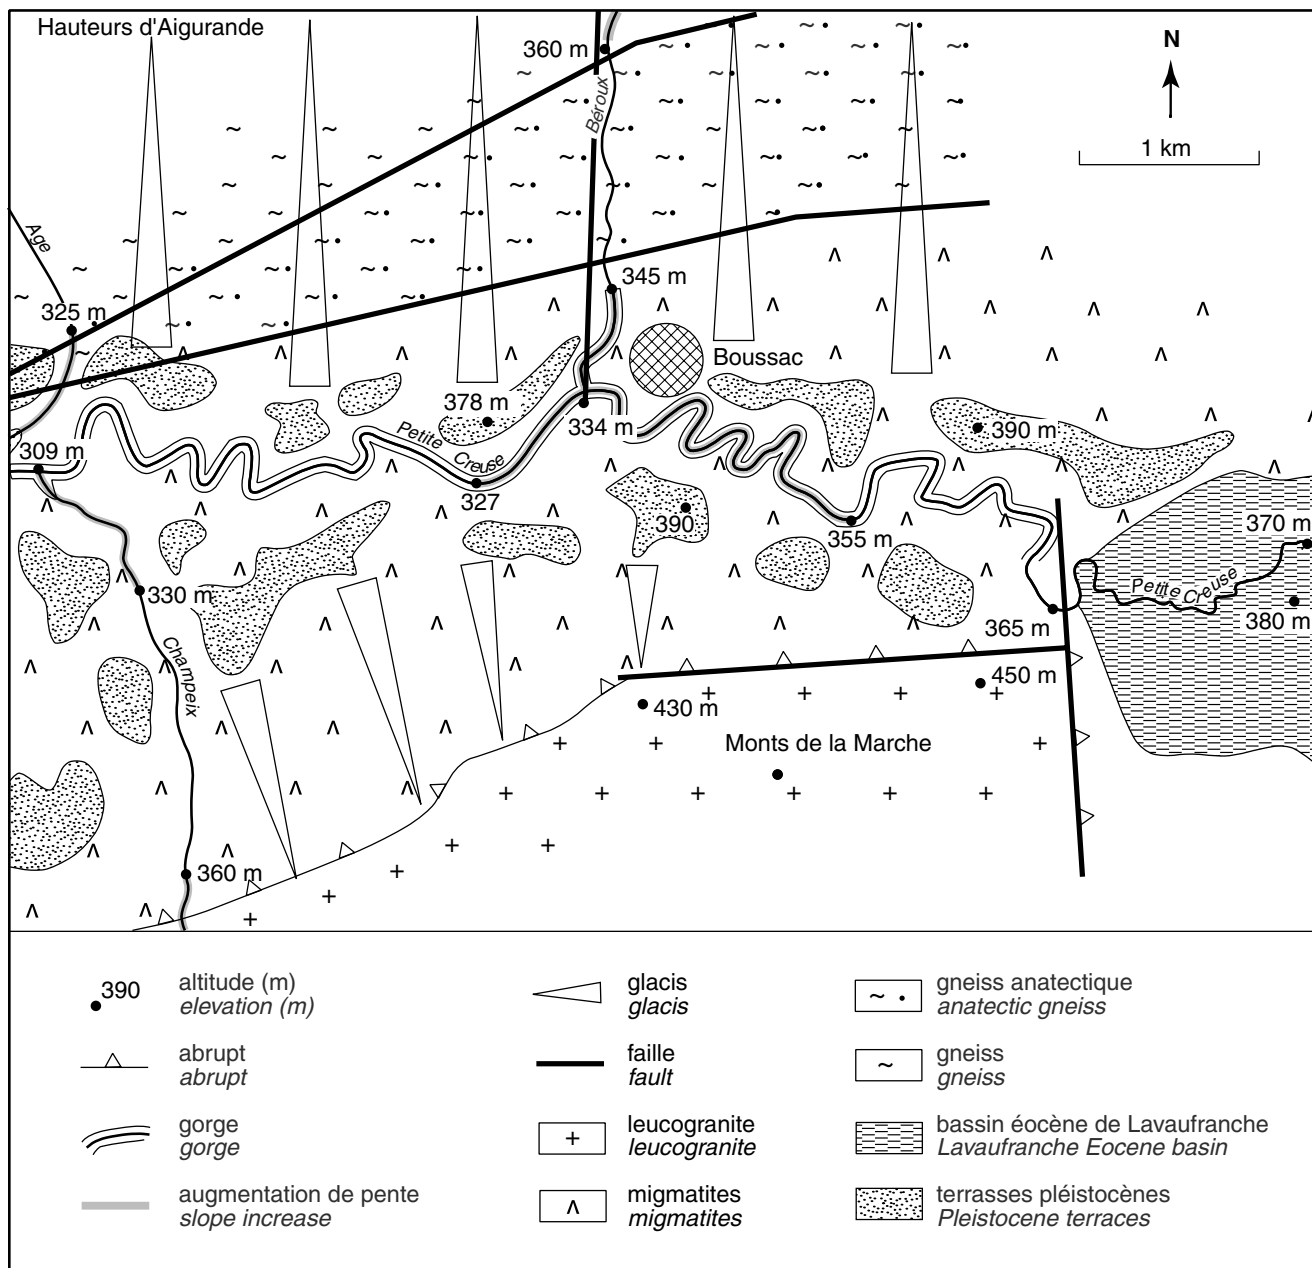 Hauteurs d'Aigurande
360 m
N
1 km
Béroux
Age
345 m
325 m
Boussac
378 m
390 m
334 m
Petite Creuse
309 m
327
390
355 m
370 m
Petite Creuse
330 m
365 m
380 m
Champeix
450 m
430 m
Monts de la Marche
360 m
390
altitude (m)
elevation (m)
abrupt
abrupt
gorge
gorge
augmentation de pente
slope increase
glacis
glacis
faille
fault
leucogranite
leucogranite
migmatites
migmatites
gneiss anatectique
anatectic gneiss
gneiss
gneiss
bassin éocène de Lavaufranche
Lavaufranche Eocene basin
terrasses pléistocènes
Pleistocene terraces